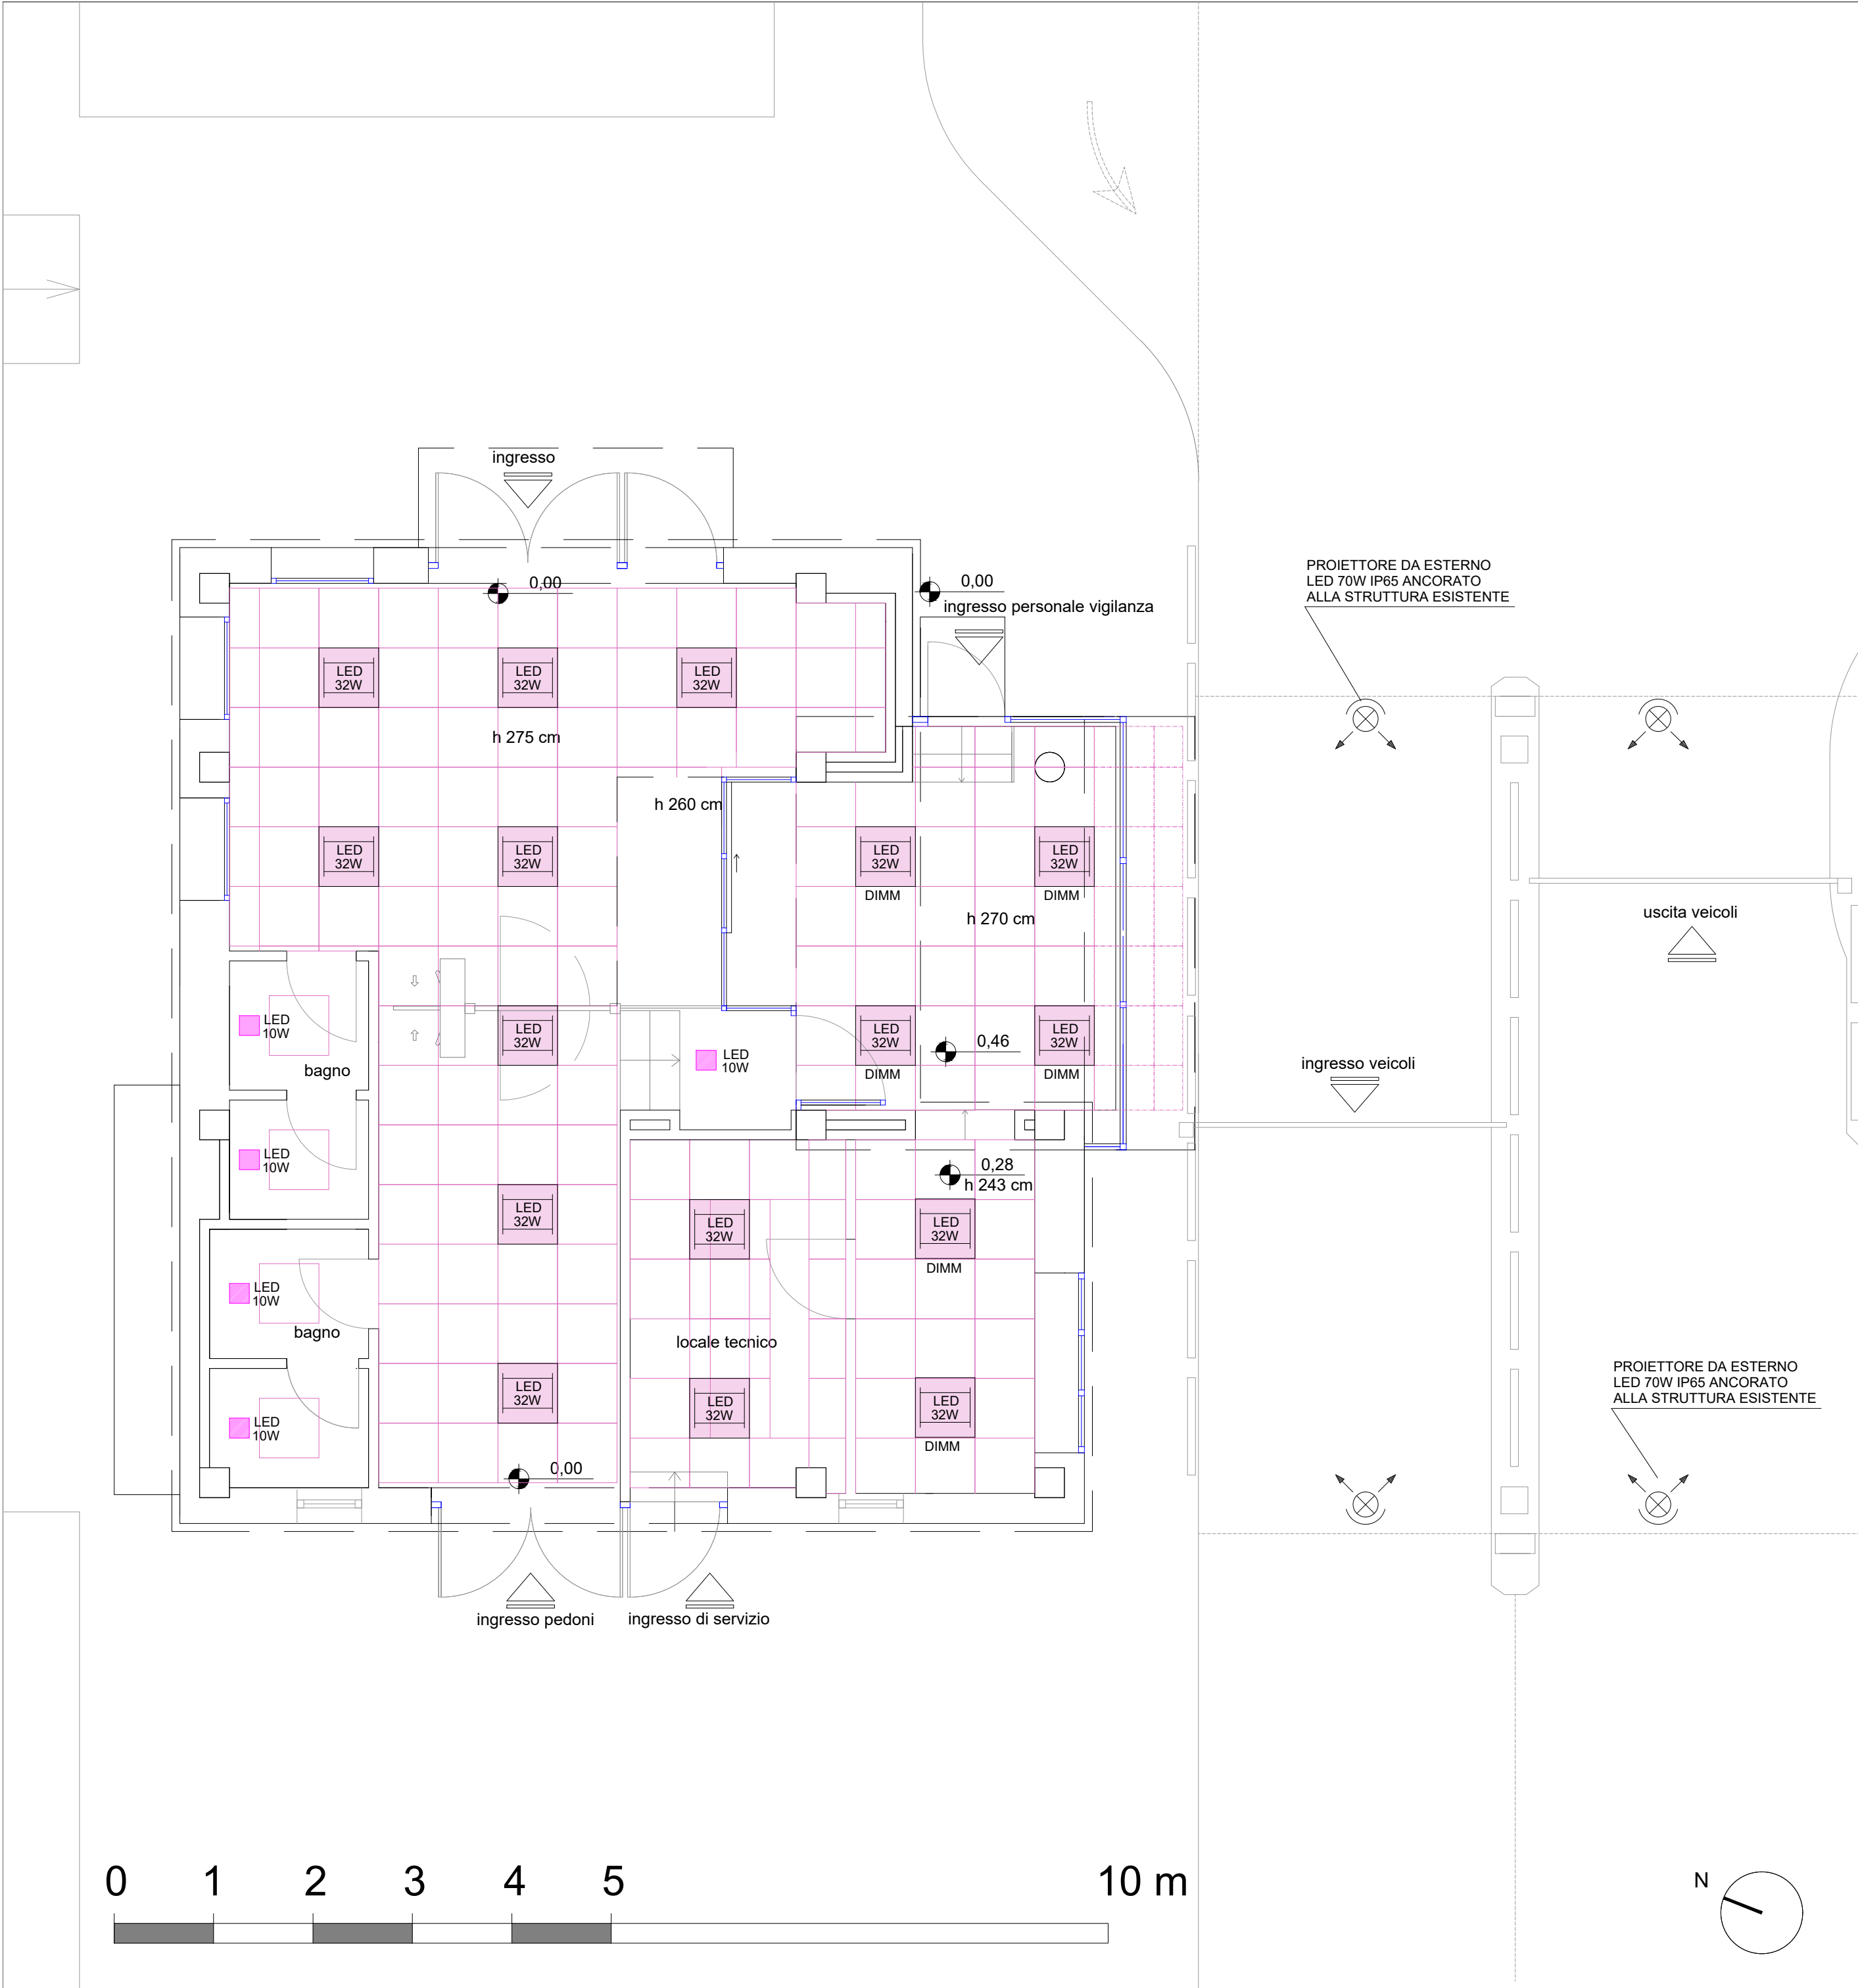 ingresso
PROIETTORE DA ESTERNO
LED 70W IP65 ANCORATO
ALLA STRUTTURA ESISTENTE
0,00
0,00
ingresso personale vigilanza
LED
32W
LED
32W
LED
32W
h 275 cm
h 260 cm
LED
32W
LED
32W
LED
32W
DIMM
LED
32W
DIMM
h 270 cm
uscita veicoli
LED
10W
bagno
LED
32W
LED
10W
LED
32W
DIMM
0,46
LED
32W
DIMM
ingresso veicoli
LED
10W
0,28
h 243 cm
LED
32W
LED
32W
LED
32W
DIMM
LED
10W
bagno
locale tecnico
LED
10W
LED
32W
LED
32W
LED
32W
DIMM
PROIETTORE DA ESTERNO
LED 70W IP65 ANCORATO
ALLA STRUTTURA ESISTENTE
0,00
ingresso pedoni
ingresso di servizio
0 1 2 3 4 5 10 m
N